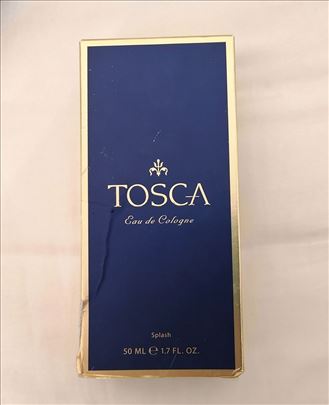 TOSCA
Eau de Cologne
Splash
50 ML ℮ 1.7 FL. OZ.